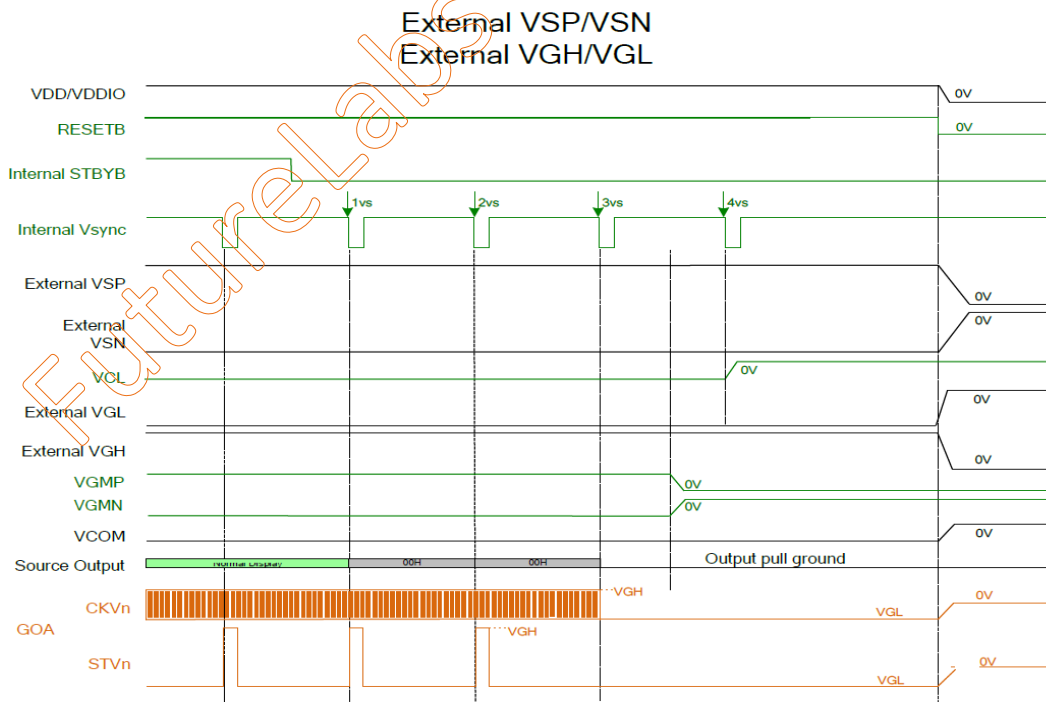 External VSP/VSN
External VGH/VGL
VDD/VDDIO
0V
RESETB
0V
Internal STBYB
1vs
2vs
3vs
4vs
Internal Vsync
External VSP
0V
External
VSN
0V
VCL
0V
External VGL
0V
External VGH
0V
VGMP
0V
VGMN
0V
VCOM
0V
Source Output
Normal Display
00H
00H
Output pull ground
CKVn
VGH
VGL
0V
GOA
STVn
VGH
VGL
0V
FutureLabs